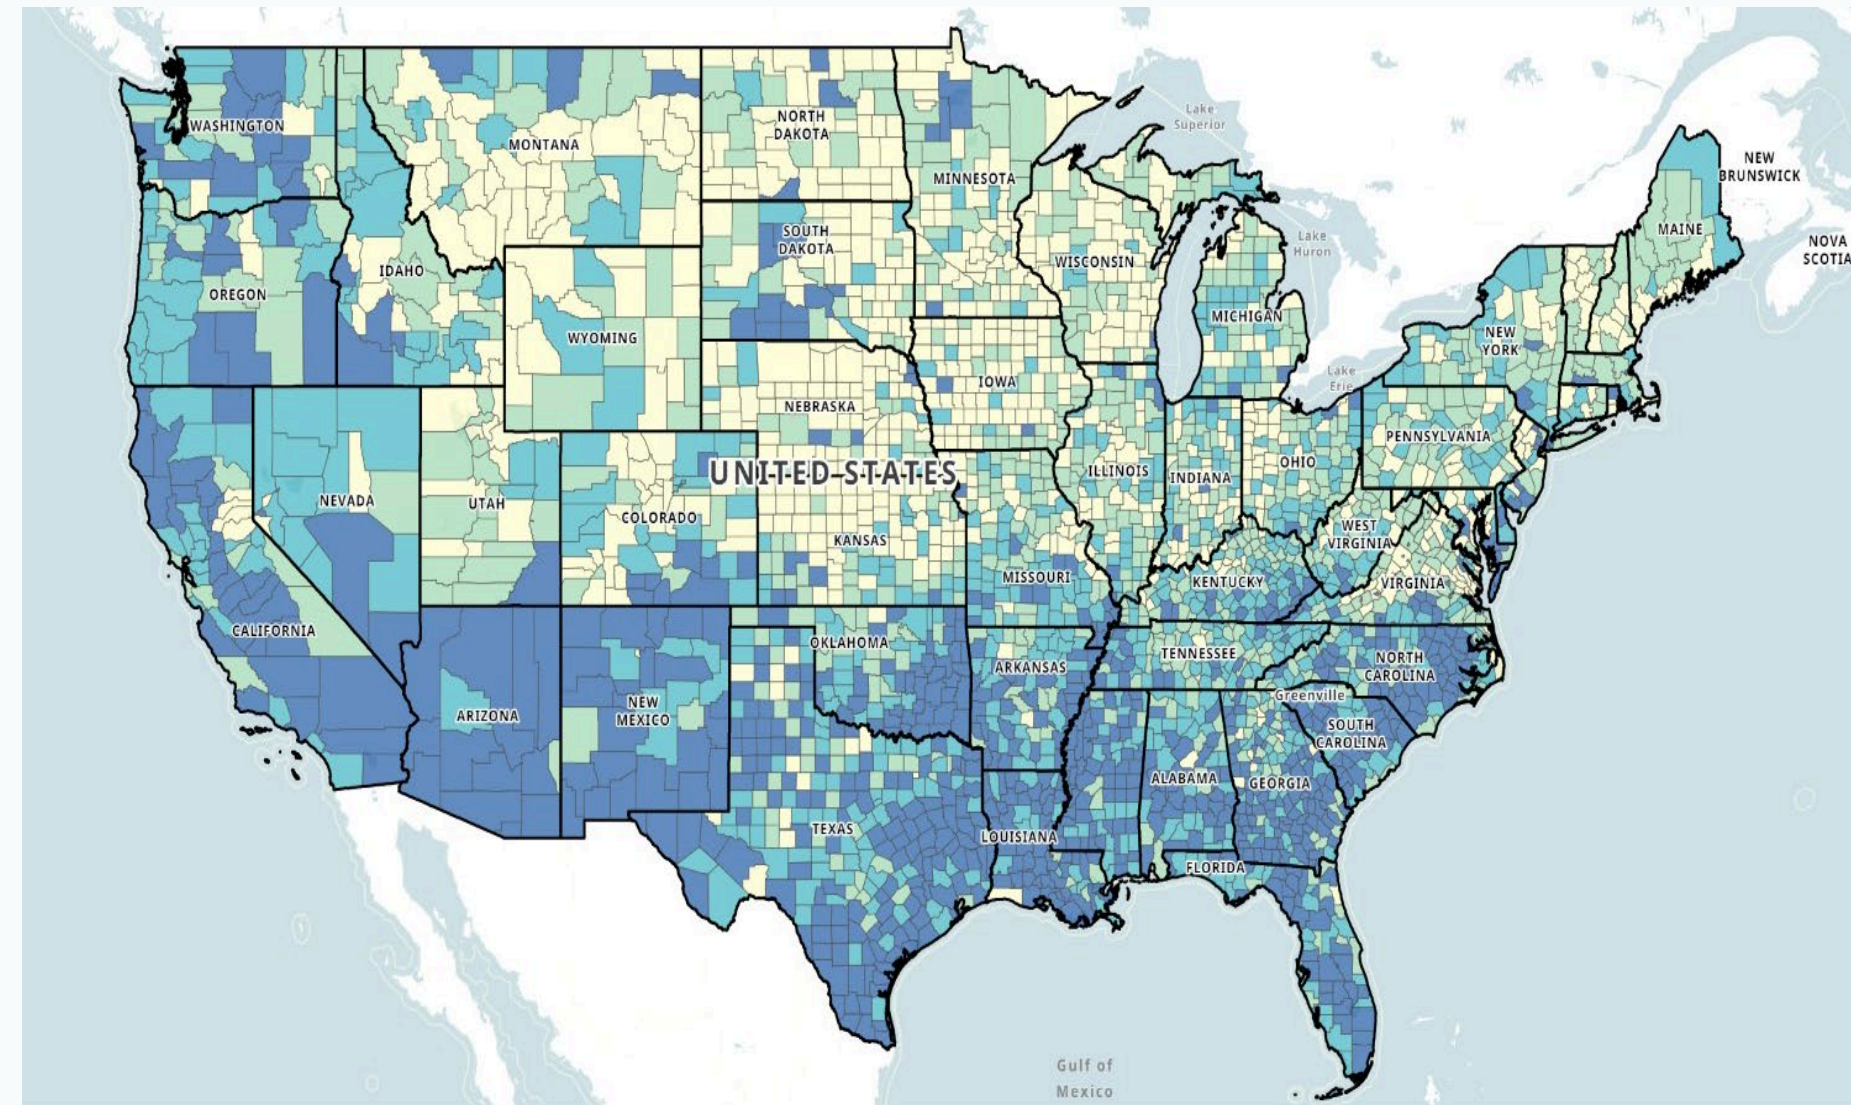 Lake
Superior
WASHINGTON
NORTH
DAKOTA
MONTANA
NEW
BRUNSWICK
MINNESOTA
MAINE
SOUTH
DAKOTA
Lake
Huron
NOVA
SCOTIA
WISCONSIN
IDAHO
OREGON
MICHIGAN
WYOMING
NEW
YORK
Lake
Erie
IOWA
NEBRASKA
PENNSYLVANIA
UNITED STATES
ILLINOIS
INDIANA
OHIO
NEVADA
UTAH
COLORADO
WEST
VIRGINIA
KANSAS
MISSOURI
KENTUCKY
VIRGINIA
CALIFORNIA
OKLAHOMA
TENNESSEE
NORTH
CAROLINA
ARKANSAS
Greenville
NEW
MEXICO
ARIZONA
SOUTH
CAROLINA
ALABAMA
GEORGIA
TEXAS
LOUISIANA
FLORIDA
Gulf of
Mexico